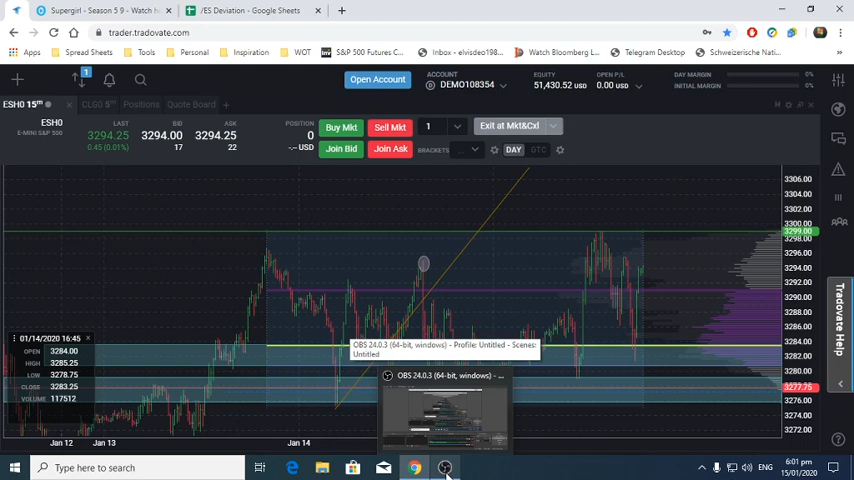 Supergirl - Season 5 9 - Watch h
/ES Deviation - Google Sheets
trader.tradovate.com
Apps
Spread Sheets
Tools
Personal
Inspiration
WOT
S&P 500 Futures C...
Inbox - elvisdeo198...
Watch Bloomberg L...
Telegram Desktop
Schweizerische Nati...
1
Open Account
ACCOUNT
DEMO108354
EQUITY
51,430.52 USD
OPEN P/L
0.00 USD
DAY MARGIN
0%
INITIAL MARGIN
0%
ESH0 15m
CLG0 5m
Positions
Quote Board
ESH0
E-MINI S&P 500
LAST
3294.25
0.45 (0.01%)
BID
3294.00
17
ASK
3294.25
22
POSITION
0
-.-- USD
Buy Mkt
Sell Mkt
1
Exit at Mkt&Cxl
Join Bid
Join Ask
BRACKETS
...
DAY
GTC
3306.00
3304.00
3302.00
3300.00
3299.00
3298.00
3296.00
3294.00
3292.00
3290.00
3288.00
3286.00
3284.00
3282.00
3280.00
3277.75
3276.00
3274.00
3272.00
01/14/2020 16:45
OPEN 3284.00
HIGH 3285.25
LOW 3278.75
CLOSE 3283.25
VOLUME 117512
OBS 24.0.3 (64-bit, windows) - Profile: Untitled - Scenes:
Untitled
OBS 24.0.3 (64-bit, windows) - ...
Jan 12
Jan 13
Jan 14
Tradovate Help
Type here to search
ENG
6:01 pm
15/01/2020